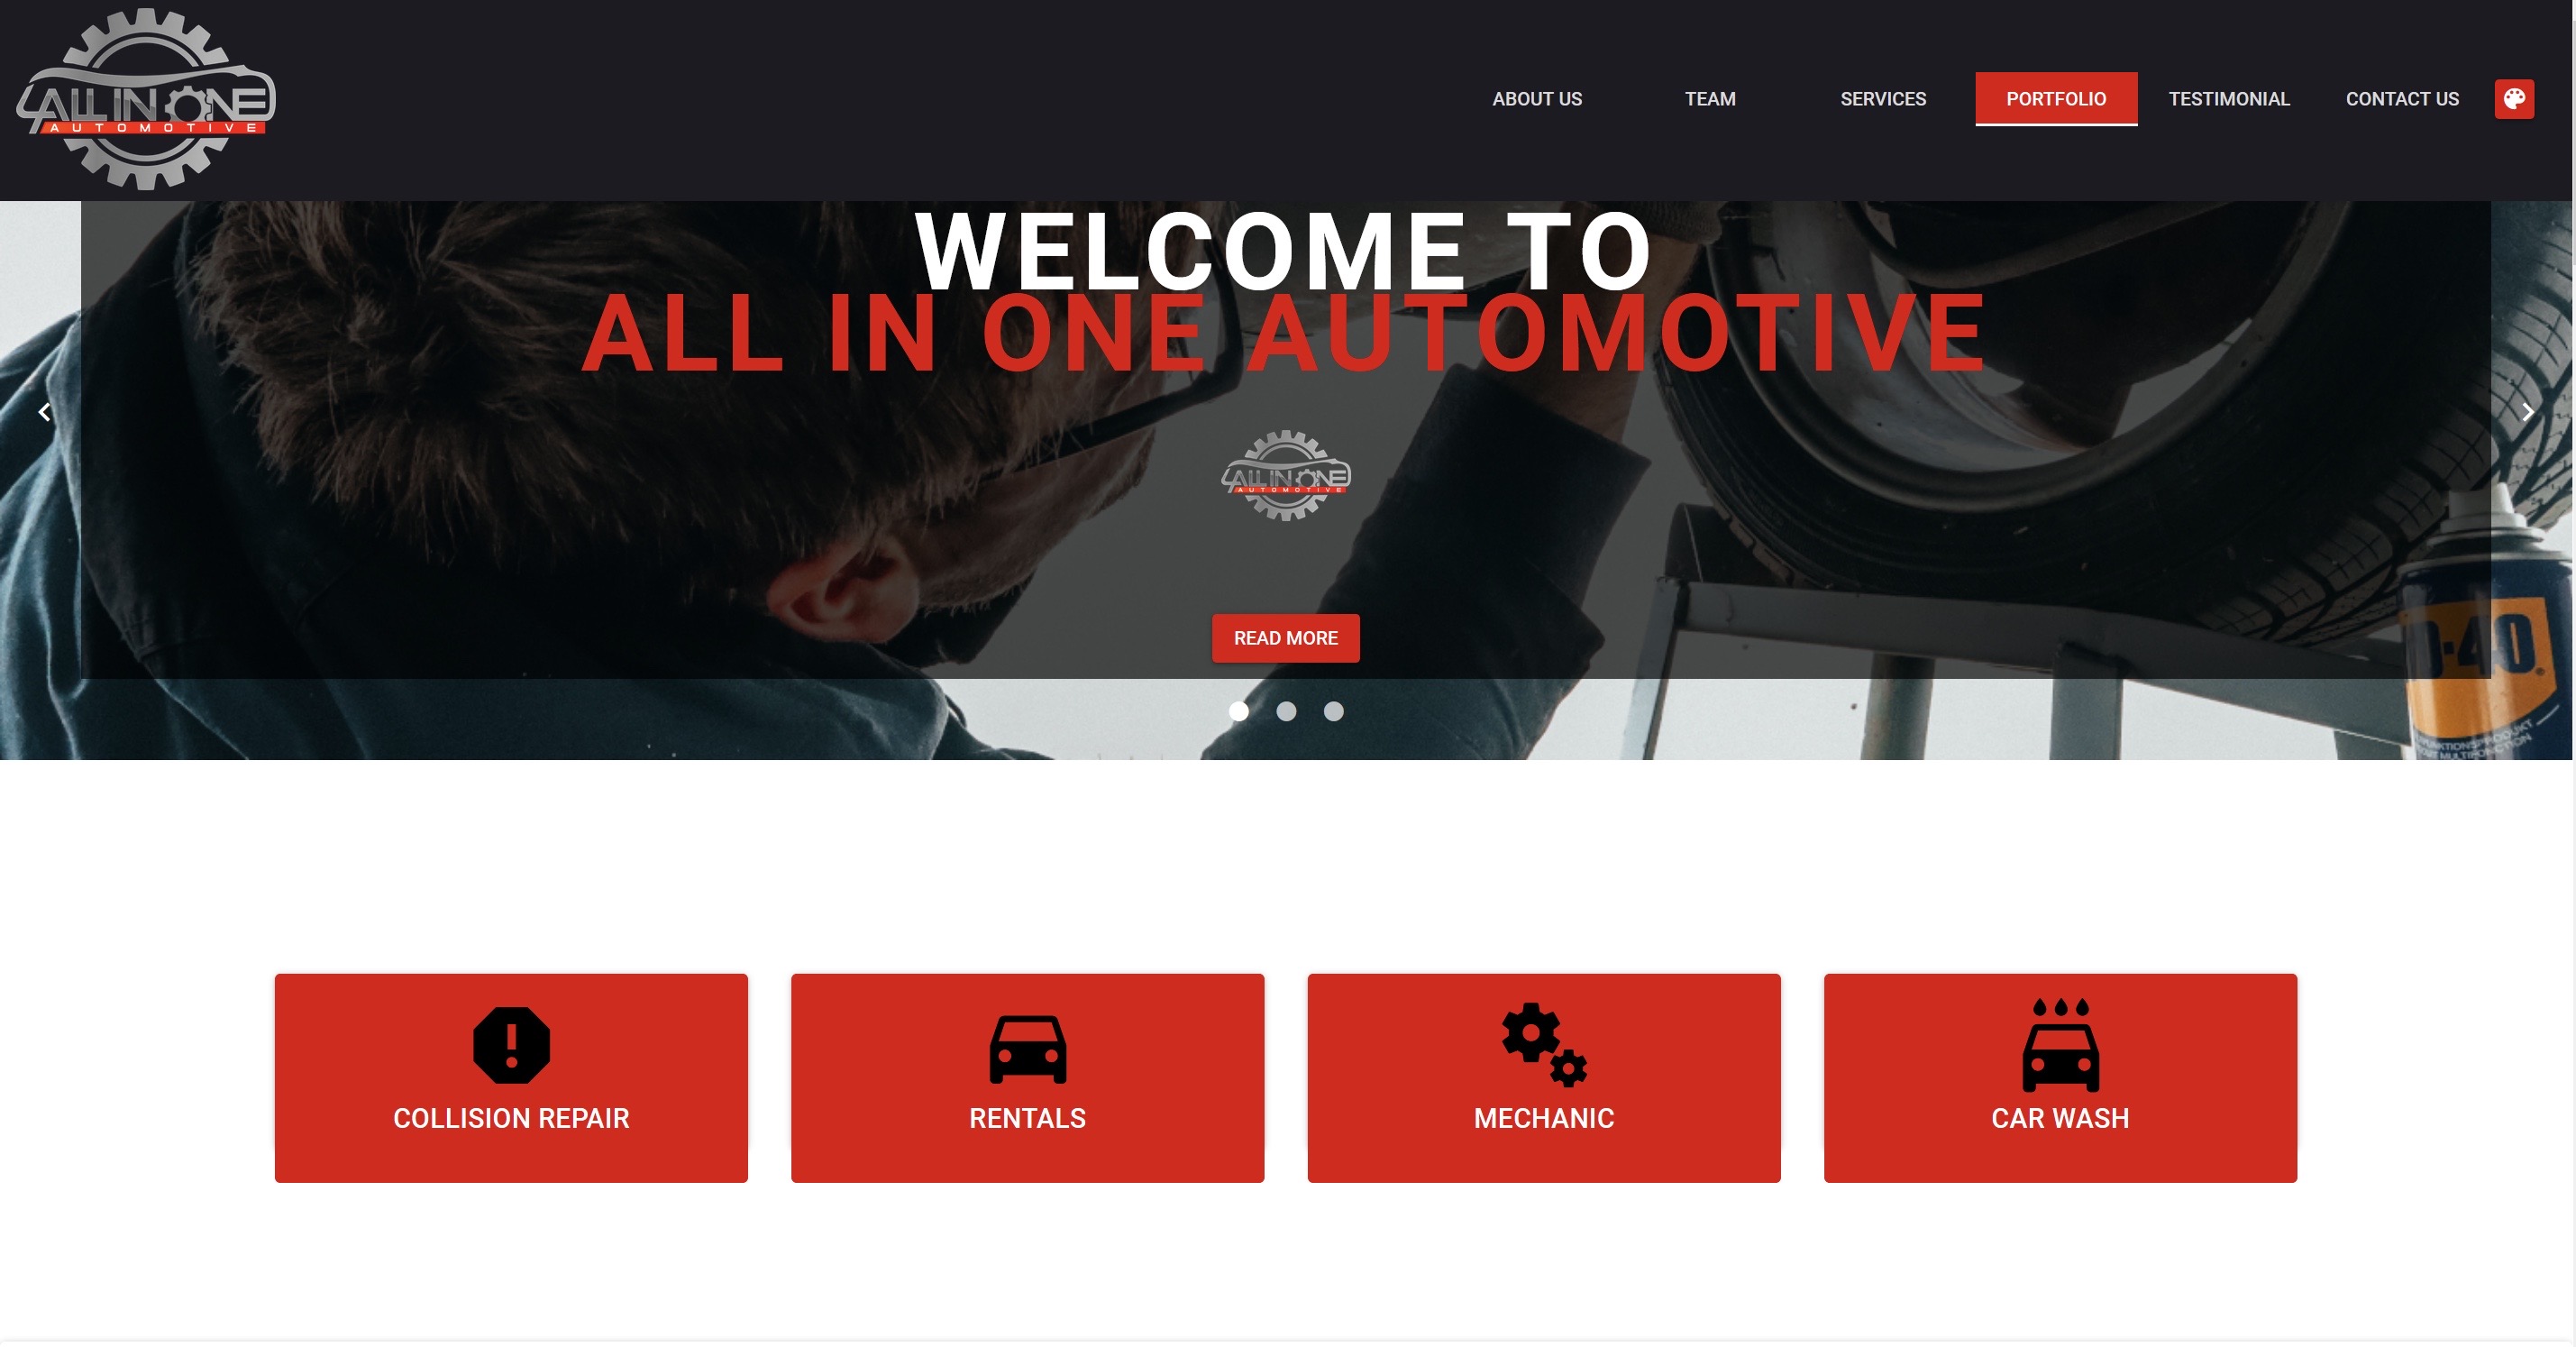 ALL IN ONE
AUTOMOTIVE
ABOUT US
TEAM
SERVICES
PORTFOLIO
TESTIMONIAL
CONTACT US
WELCOME TO
ALL IN ONE AUTOMOTIVE
ALL IN ONE
AUTOMOTIVE
READ MORE
-40
COLLISION REPAIR
RENTALS
MECHANIC
CAR WASH